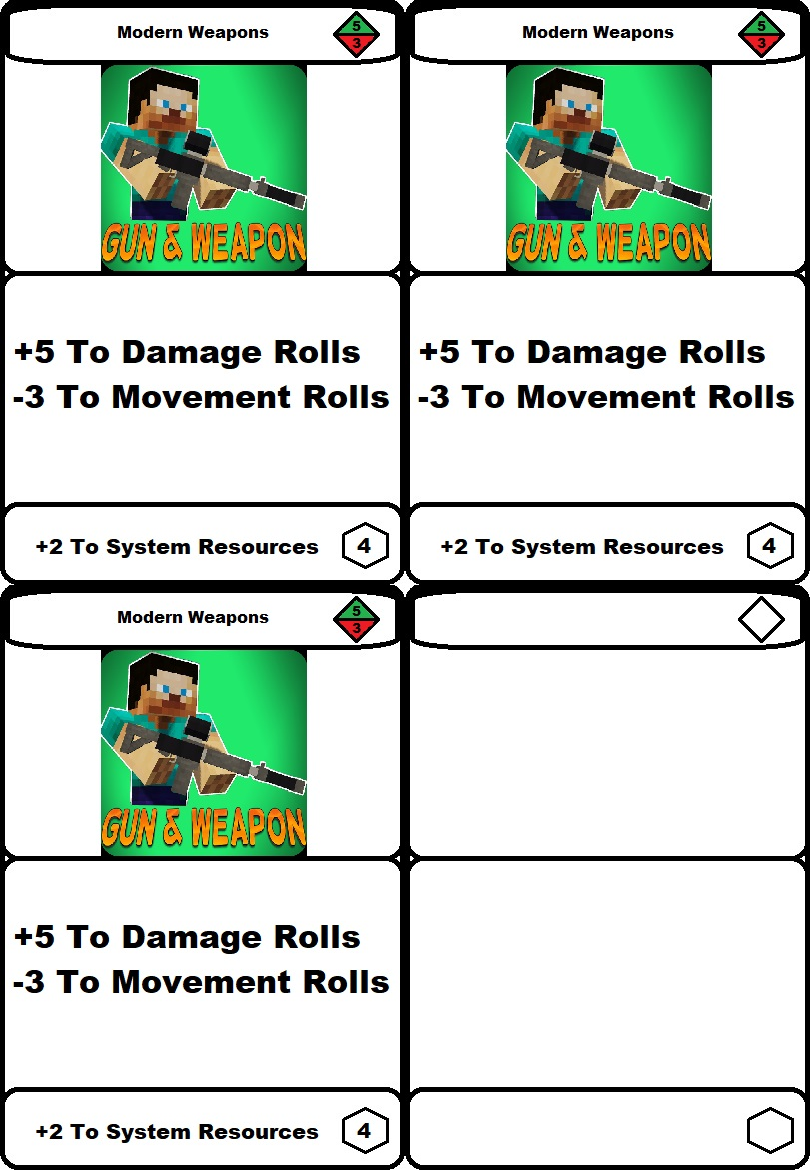 Modern Weapons
5
3
GUN & WEAPON
+5 To Damage Rolls
-3 To Movement Rolls
+2 To System Resources
4
Modern Weapons
5
3
GUN & WEAPON
+5 To Damage Rolls
-3 To Movement Rolls
+2 To System Resources
4
Modern Weapons
5
3
GUN & WEAPON
+5 To Damage Rolls
-3 To Movement Rolls
+2 To System Resources
4